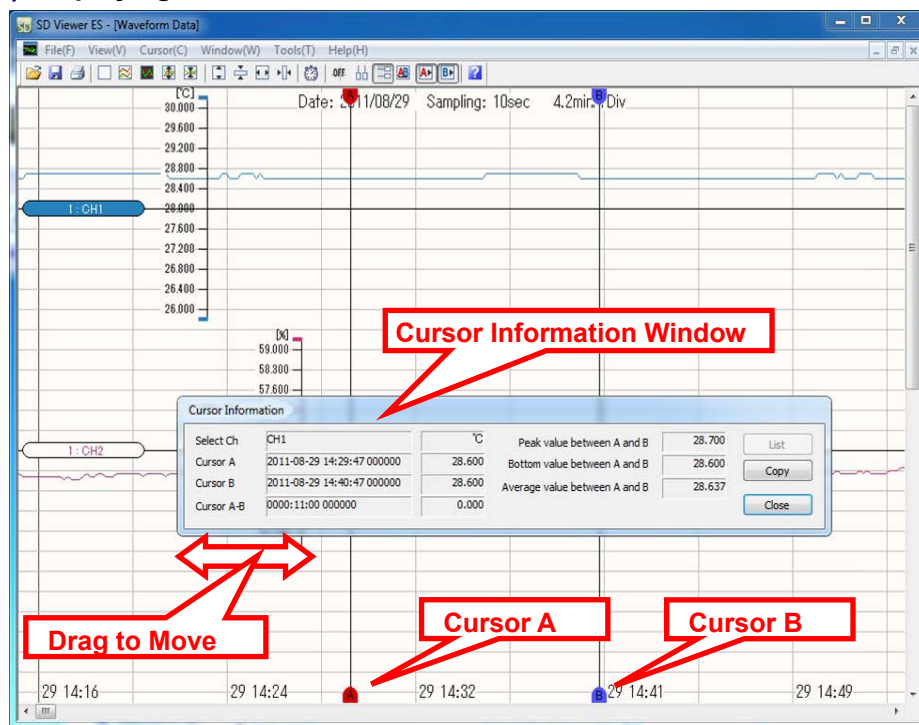 SD Viewer ES - [Waveform Data]
File(F) View(V) Cursor(C) Window(W) Tools(T) Help(H)
OFF AB A B
[℃] Date: 11/08/29 Sampling: 10sec 4.2min. Div
30.000
29.600
29.200
28.800
28.400
1 : CH1 28.000
27.600
27.200
26.800
26.400
26.000
Cursor Information Window
[%]
59.000
58.300
57.600
1 : CH2
Cursor Information
Select Ch CH1 ℃
Cursor A 2011-08-29 14:29:47 000000 28.600
Cursor B 2011-08-29 14:40:47 000000 28.600
Cursor A-B 0000:11:00 000000 0.000
Peak value between A and B 28.700
Bottom value between A and B 28.600
Average value between A and B 28.637
List
Copy
Close
Drag to Move
Cursor A
Cursor B
A
B
A
B
29 14:16 29 14:24 29 14:32 29 14:41 29 14:49